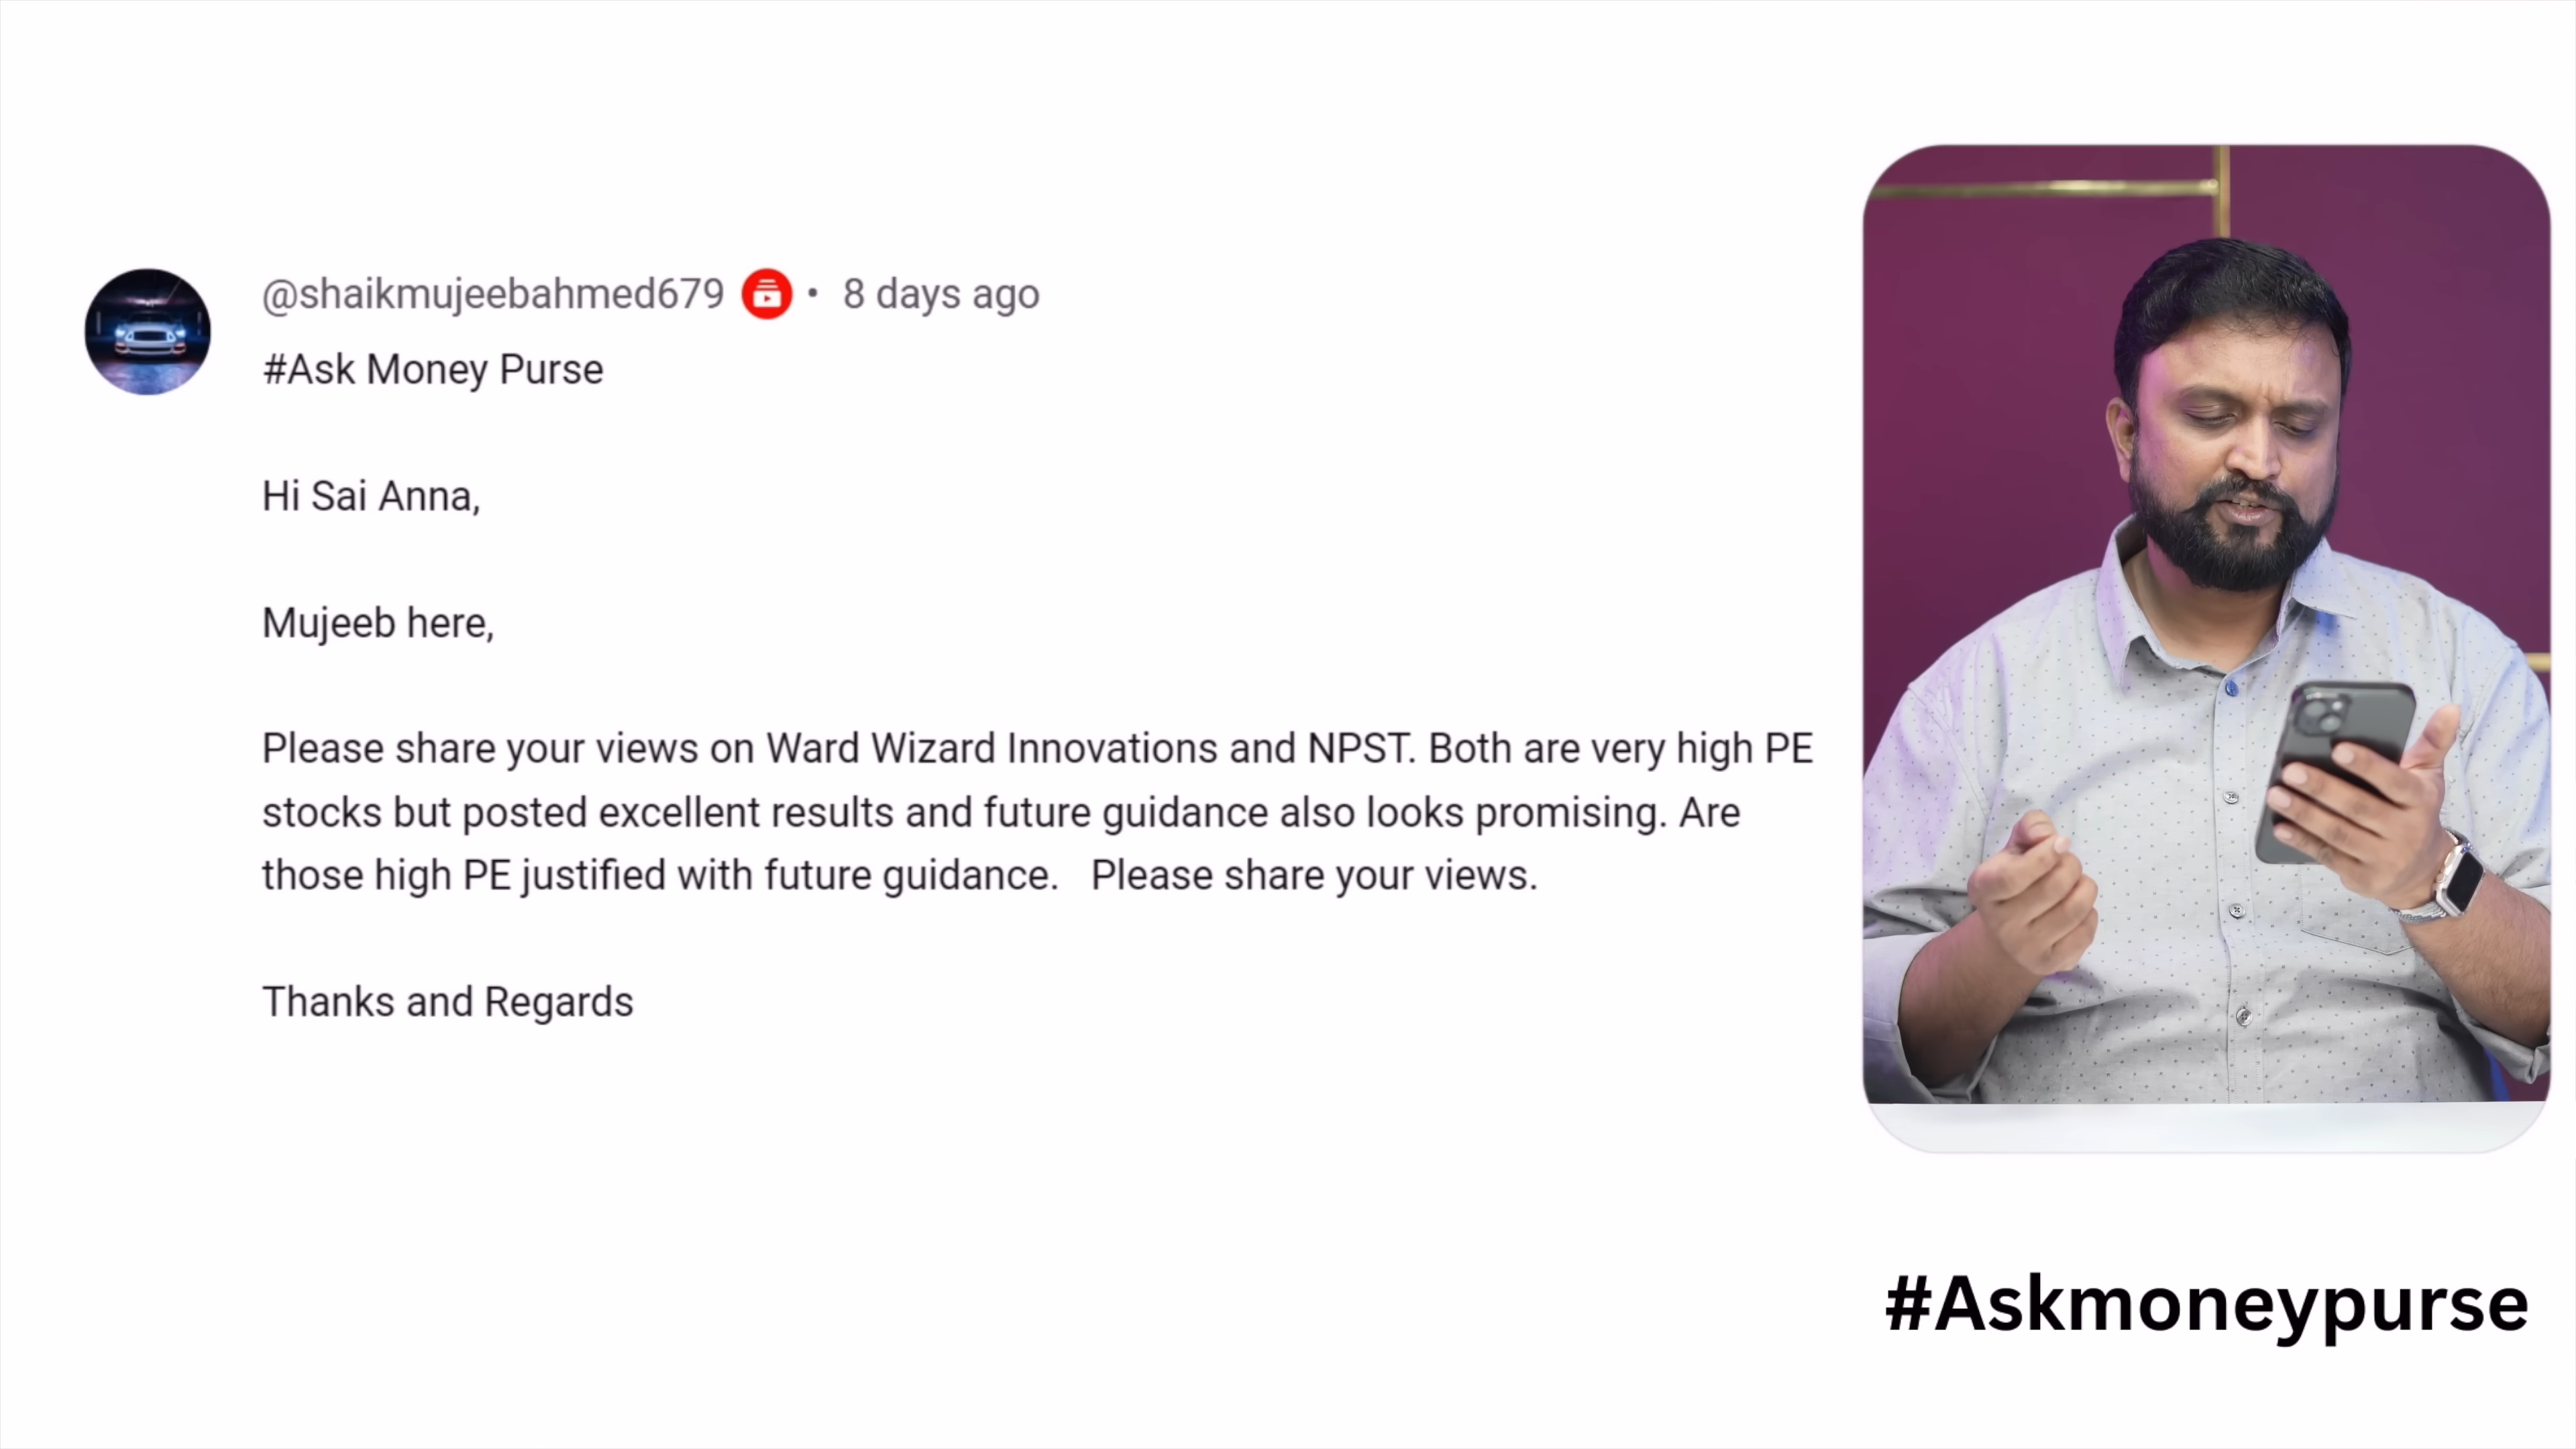 @shaikmujeebahmed679 • 8 days ago
#Ask Money Purse
Hi Sai Anna,
Mujeeb here,
Please share your views on Ward Wizard Innovations and NPST. Both are very high PE
stocks but posted excellent results and future guidance also looks promising. Are
those high PE justified with future guidance.   Please share your views.
Thanks and Regards
#Askmoneypurse